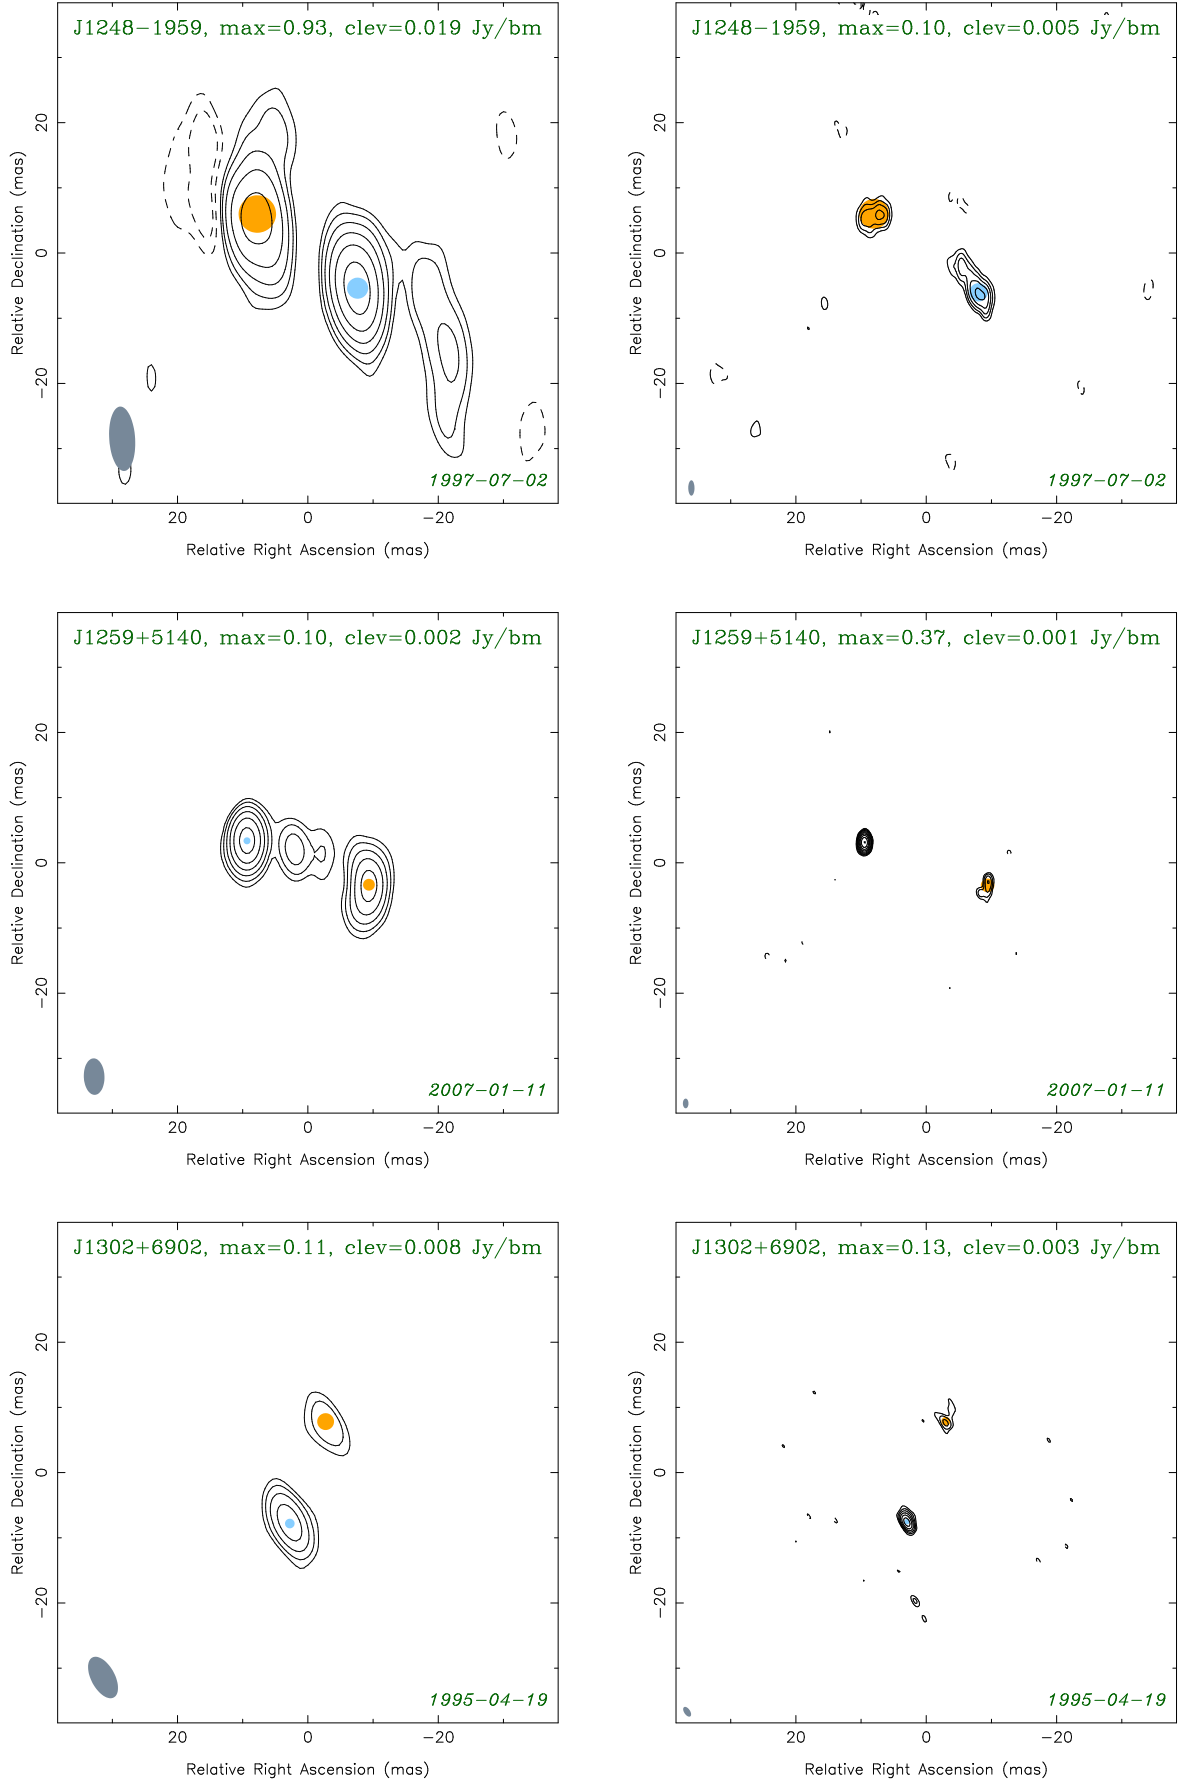 J1248−1959, max=0.93, clev=0.019 Jy/bm
Relative Declination (mas)
20
0
−20
1997−07−02
20 0 −20
Relative Right Ascension (mas)
J1248−1959, max=0.10, clev=0.005 Jy/bm
Relative Declination (mas)
20
0
−20
1997−07−02
20 0 −20
Relative Right Ascension (mas)
J1259+5140, max=0.10, clev=0.002 Jy/bm
Relative Declination (mas)
20
0
−20
2007−01−11
20 0 −20
Relative Right Ascension (mas)
J1259+5140, max=0.37, clev=0.001 Jy/bm
Relative Declination (mas)
20
0
−20
2007−01−11
20 0 −20
Relative Right Ascension (mas)
J1302+6902, max=0.11, clev=0.008 Jy/bm
Relative Declination (mas)
20
0
−20
1995−04−19
20 0 −20
Relative Right Ascension (mas)
J1302+6902, max=0.13, clev=0.003 Jy/bm
Relative Declination (mas)
20
0
−20
1995−04−19
20 0 −20
Relative Right Ascension (mas)